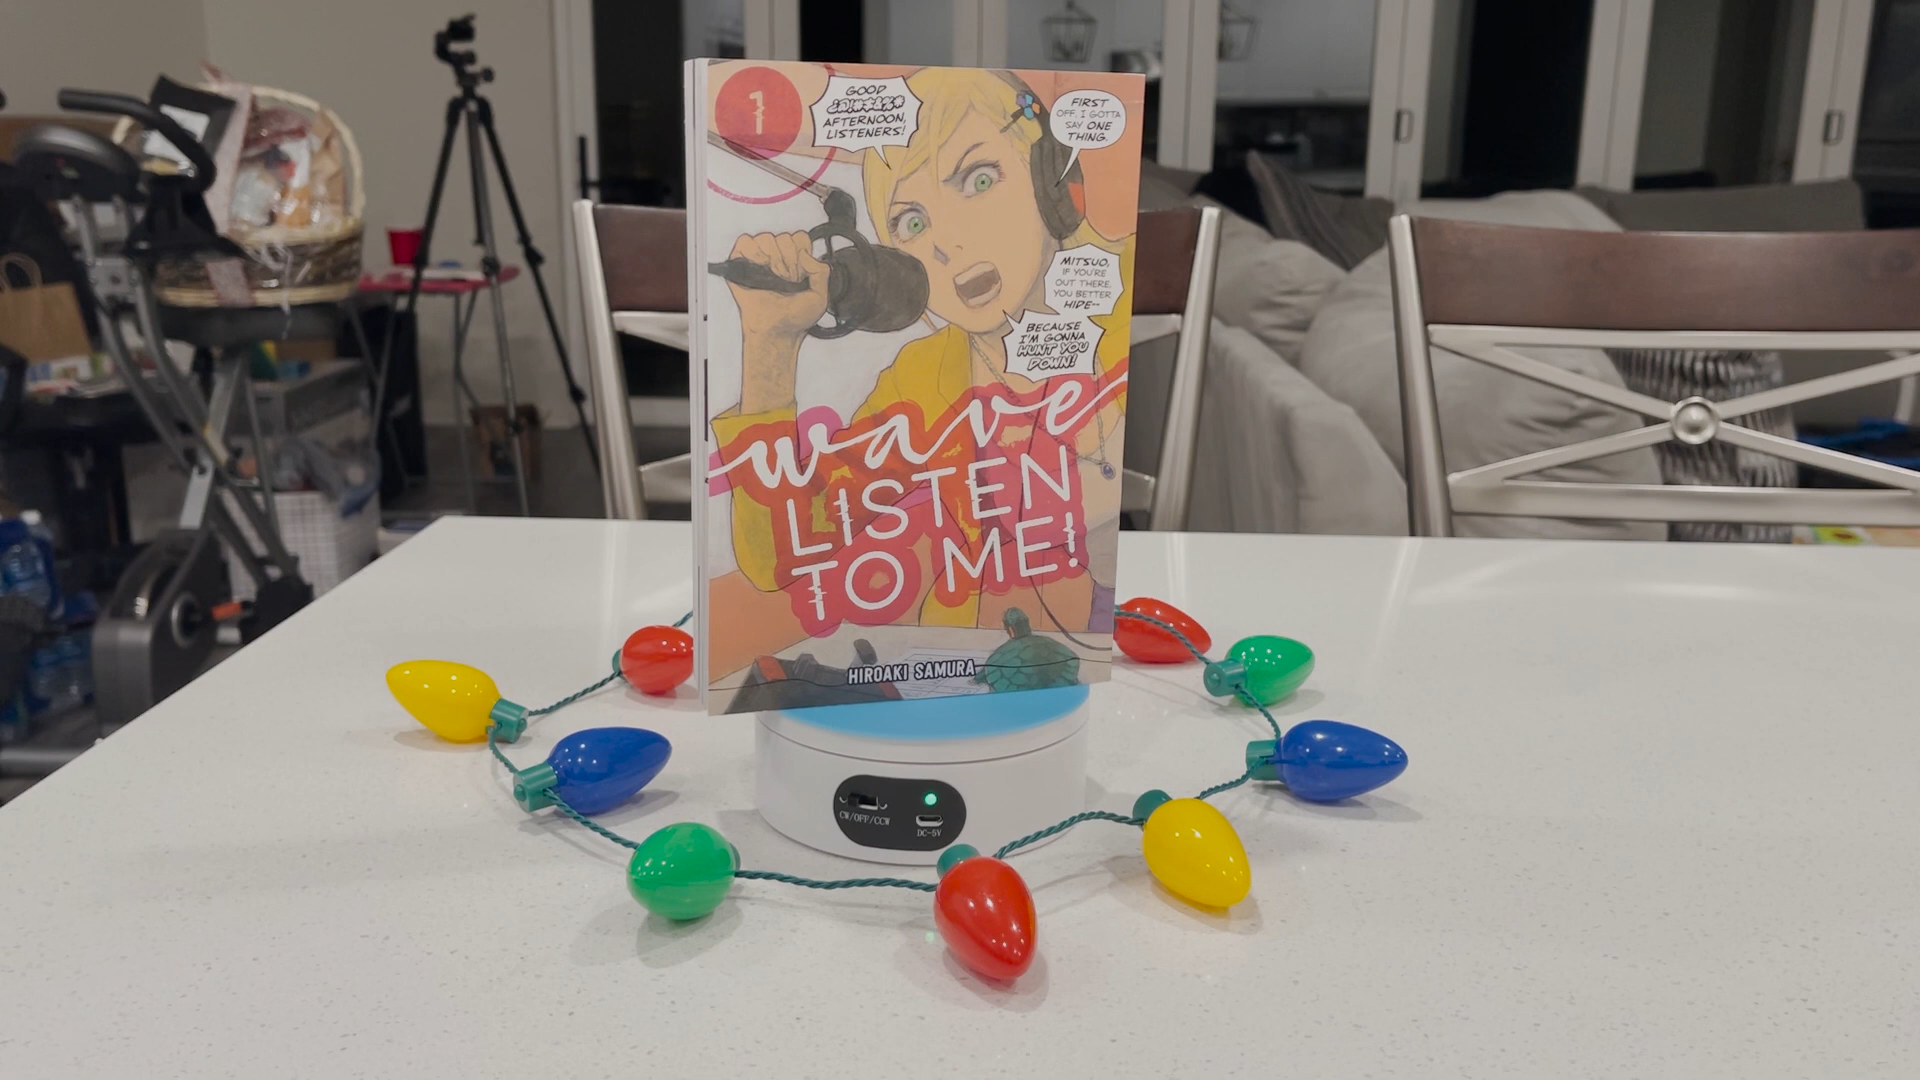 1
GOOD
¿@!#*&%#
AFTERNOON,
LISTENERS!
FIRST
OFF, I GOTTA
SAY ONE
THING.
MITSUO,
IF YOU'RE
OUT THERE,
YOU BETTER
HIDE--
BECAUSE
I'M GONNA
HUNT YOU
DOWN!
wave
LISTEN
TO ME!
HIROAKI SAMURA
CW/OFF/CCW
DC-5V